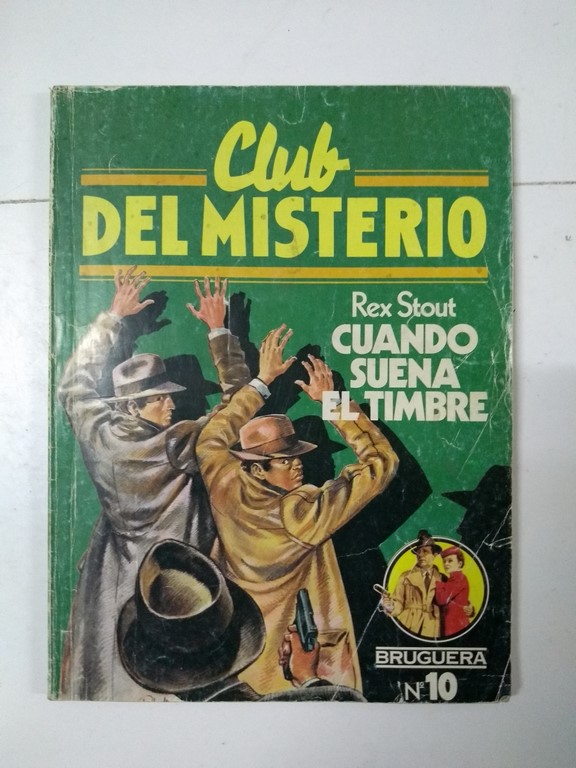 Club
DEL MISTERIO
Rex Stout
CUANDO
SUENA
EL TIMBRE
BRUGUERA
Nº 10